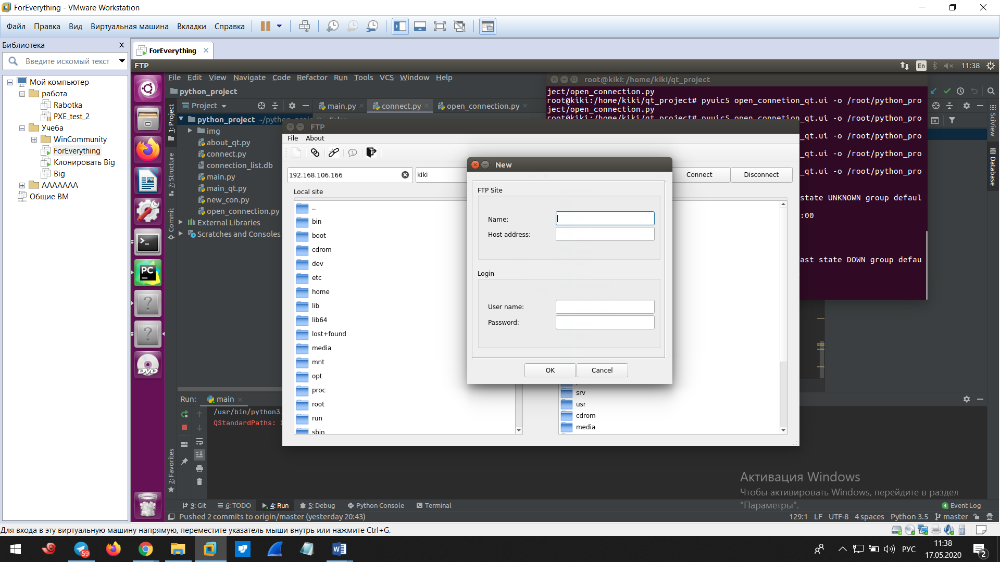 ForEverything - VMware Workstation
Файл Правка Вид Виртуальная машина Вкладки Справка
Библиотека
Введите искомый текст
Мой компьютер
работа
Rabotka
PXE_test_2
Учеба
WinCommunity
ForEverything
Клонировать Big
Big
AAAAAAA
Общие ВМ
ForEverything
FTP
En
11:38
File Edit View Navigate Code Refactor Run Tools VCS Window Help
python_project
Project
main.py
connect.py
open_connection.py
1: Project
7: Structure
Commit
2: Favorites
python_project ~/python_proje
img
about_qt.py
connect.py
connection_list.db
main.py
main_qt.py
new_con.py
open_connection.py
External Libraries
Scratches and Consoles
root@kiki: /home/kiki/qt_project
ject/open_connection.py
root@kiki:/home/kiki/qt_project# pyuic5 open_connetion_qt.ui -o /root/python_pro
ject/open_connection.py
root@kiki:/home/kiki/qt_project# pyuic5 open_connetion_qt.ui -o /root/python_pro
_qt.ui -o /root/python_pro
_qt.ui -o /root/python_pro
_qt.ui -o /root/python_pro
state UNKNOWN group defaul
:00
ast state DOWN group defau
SciView
Database
FTP
File About
192.168.106.166
kiki
Connect
Disconnect
Local site
..
bin
boot
cdrom
dev
etc
home
lib
lib64
lost+found
media
mnt
opt
proc
root
run
sbin
srv
usr
cdrom
media
New
FTP Site
Name:
Host address:
Login
User name:
Password:
OK
Cancel
Run: main
/usr/bin/python3.
QStandardPaths: X
Активация Windows
Чтобы активировать Windows, перейдите в раздел
"Параметры".
9: Git
6: TODO
4: Run
5: Debug
Python Console
Terminal
4 Event Log
Pushed 2 commits to origin/master (yesterday 20:43)
129:1 LF UTF-8 4 spaces Python 3.5 master
Для входа в эту виртуальную машину напрямую, переместите указатель мыши внутрь или нажмите Ctrl+G.
59
РУС
11:38
17.05.2020
2